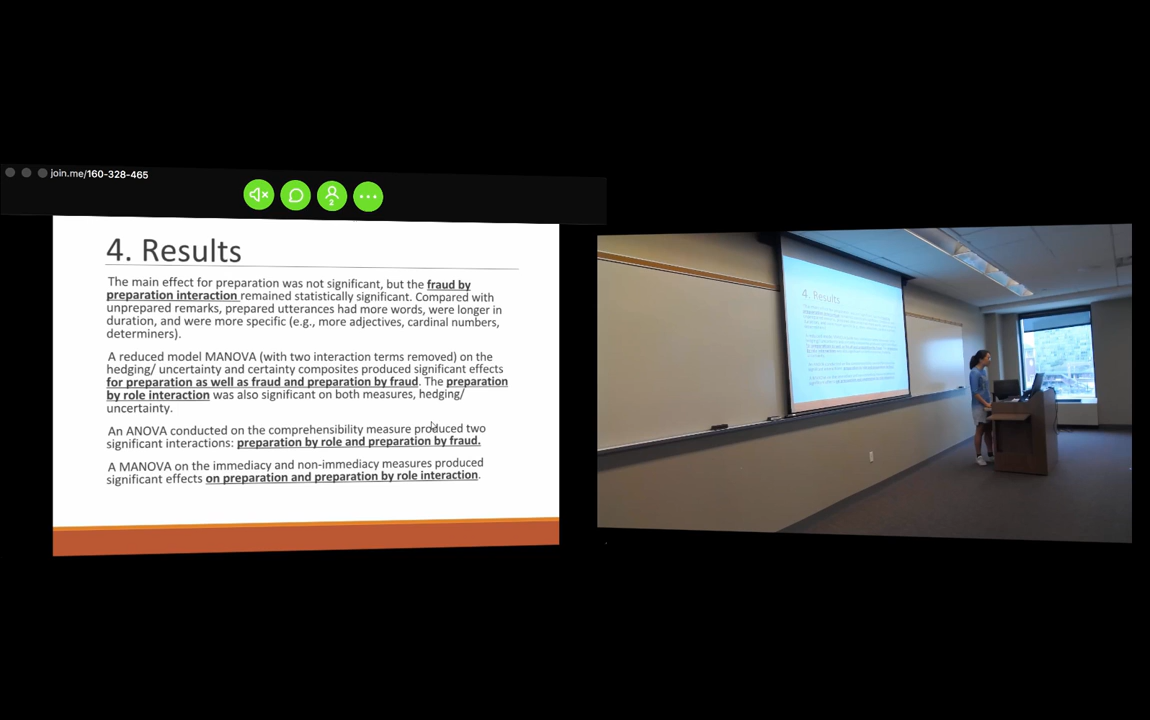 join.me/160-328-465
2
4. Results
The main effect for preparation was not significant, but the fraud by
preparation interaction remained statistically significant. Compared with
unprepared remarks, prepared utterances had more words, were longer in
duration, and were more specific (e.g., more adjectives, cardinal numbers,
determiners).
A reduced model MANOVA (with two interaction terms removed) on the
hedging/ uncertainty and certainty composites produced significant effects
for preparation as well as fraud and preparation by fraud. The preparation
by role interaction was also significant on both measures, hedging/
uncertainty.
An ANOVA conducted on the comprehensibility measure produced two
significant interactions: preparation by role and preparation by fraud.
A MANOVA on the immediacy and non-immediacy measures produced
significant effects on preparation and preparation by role interaction.
4. Results